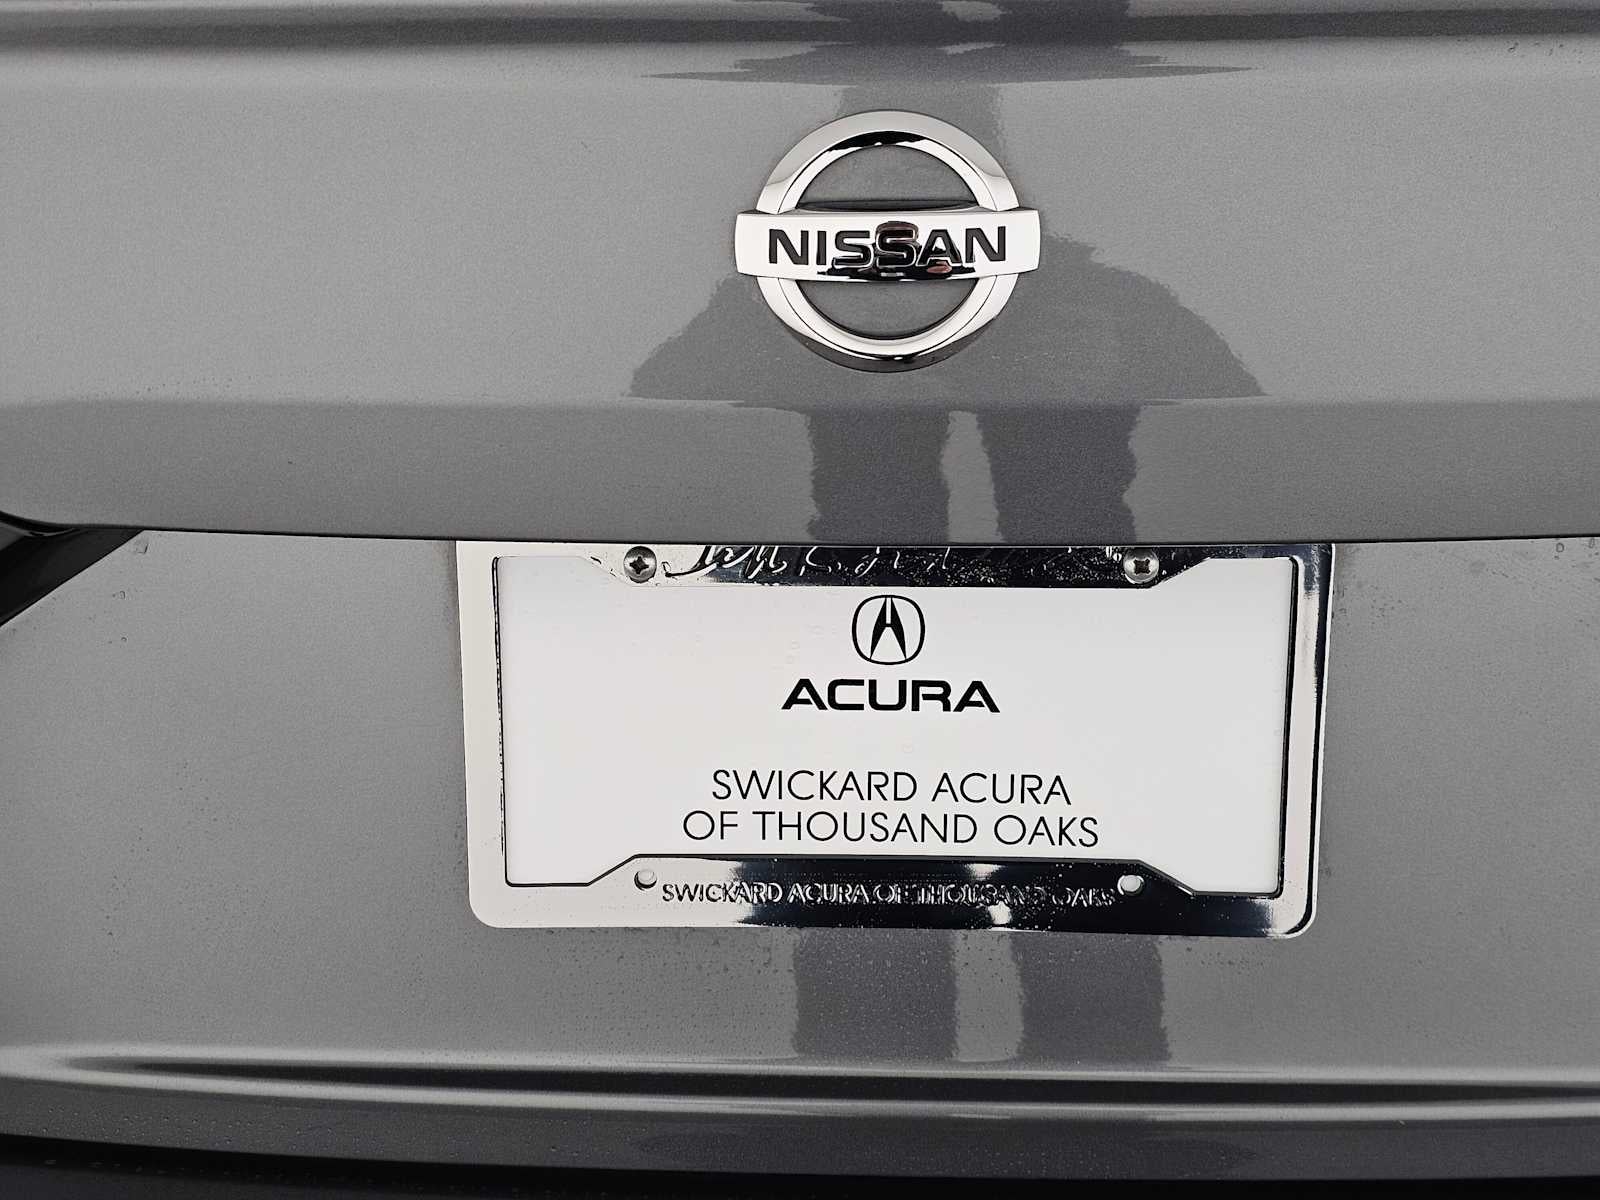 NISSAN
ACURA
SWICKARD ACURA
OF THOUSAND OAKS
SWICKARD ACURA OF THOUSAND OAKS